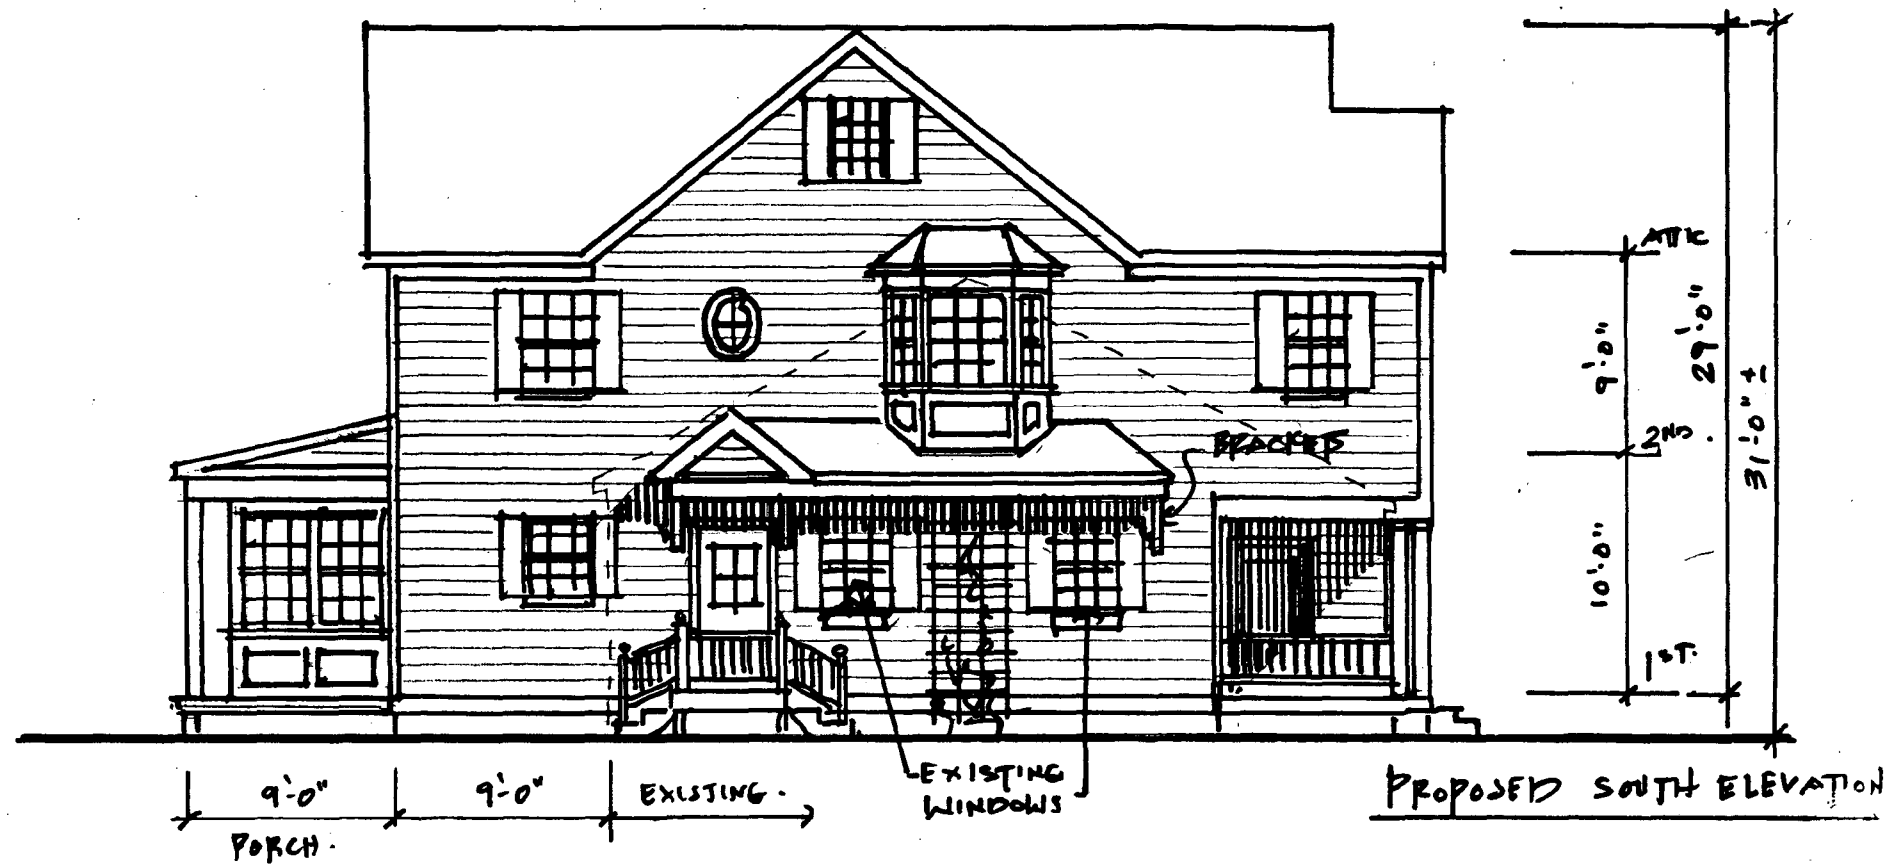 ATTIC
9'-0"
29'-0"
31'-0" ±
BRACKETS
2ND.
10'-0"
1ST.
EXISTING
WINDOWS
9'-0"
9'-0"
EXISTING.
PORCH.
PROPOSED SOUTH ELEVATION